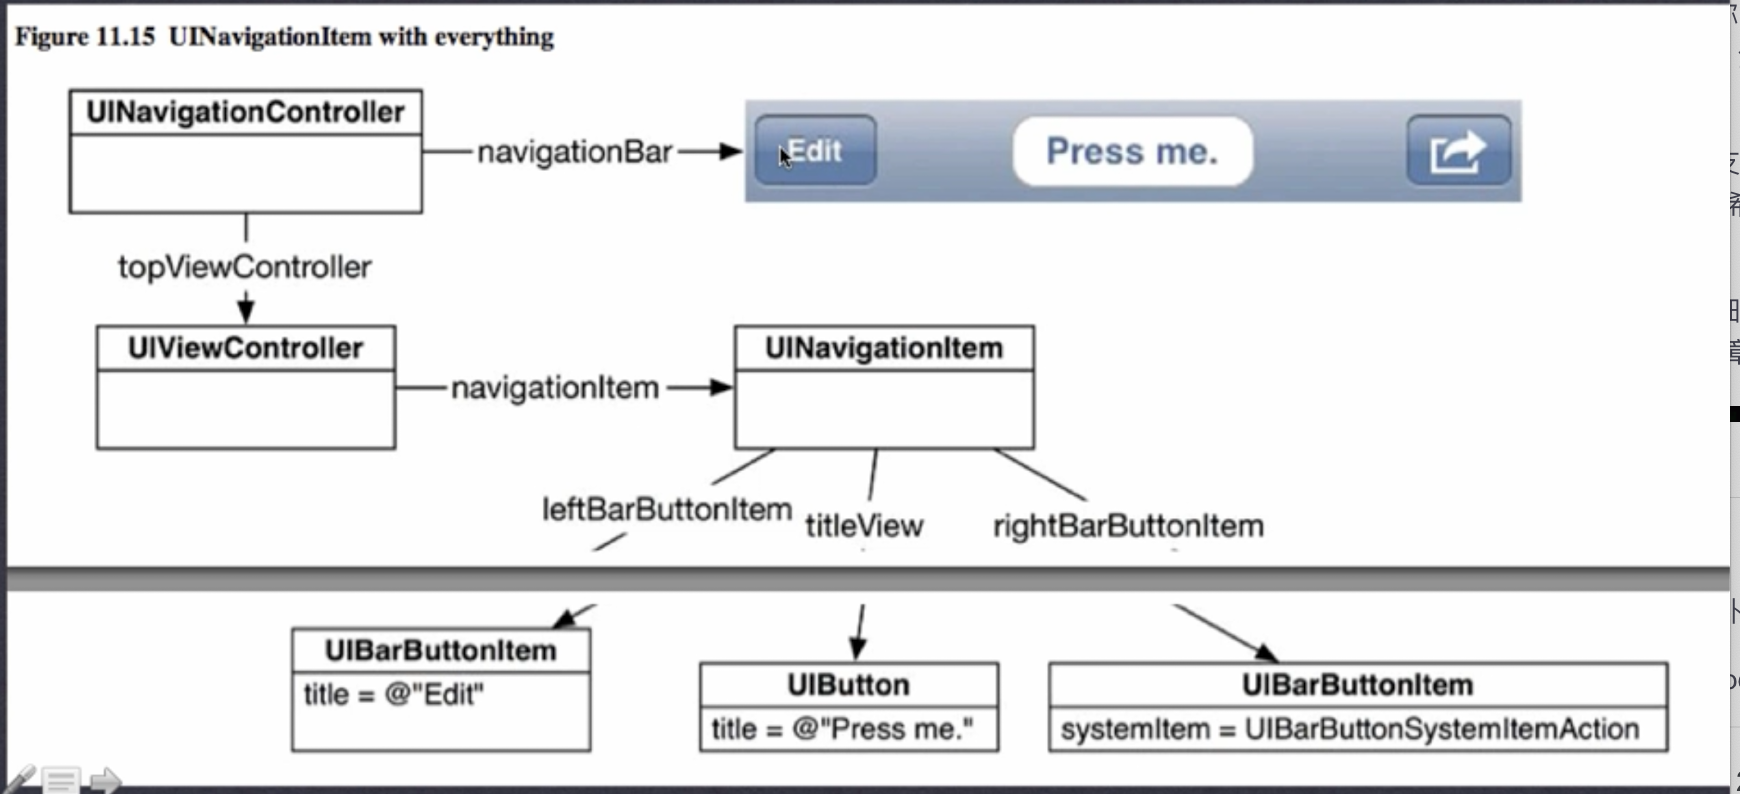 Figure 11.15 UINavigationItem with everything
UINavigationController
navigationBar
Edit
Press me.
topViewController
UIViewController
navigationItem
UINavigationItem
leftBarButtonItem
titleView
rightBarButtonItem
UIBarButtonItem
title = @"Edit"
UIButton
title = @"Press me."
UIBarButtonItem
systemItem = UIBarButtonSystemItemAction